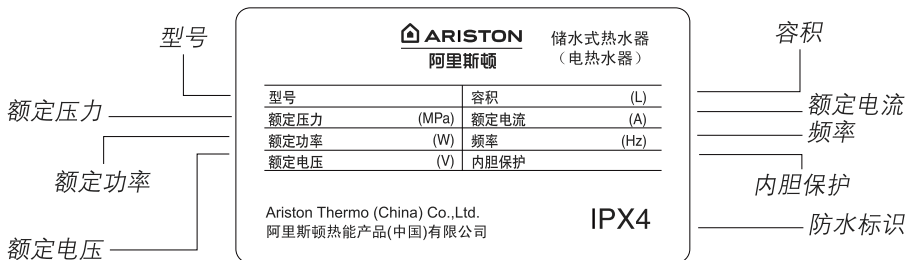 型号
额定压力
额定功率
额定电压
ARISTON
阿里斯顿
储水式热水器
（电热水器）
型号 容积 (L)
额定压力 (MPa) 额定电流 (A)
额定功率 (W) 频率 (Hz)
额定电压 (V) 内胆保护
Ariston Thermo (China) Co.,Ltd.
阿里斯顿热能产品(中国)有限公司
IPX4
容积
额定电流
频率
内胆保护
防水标识